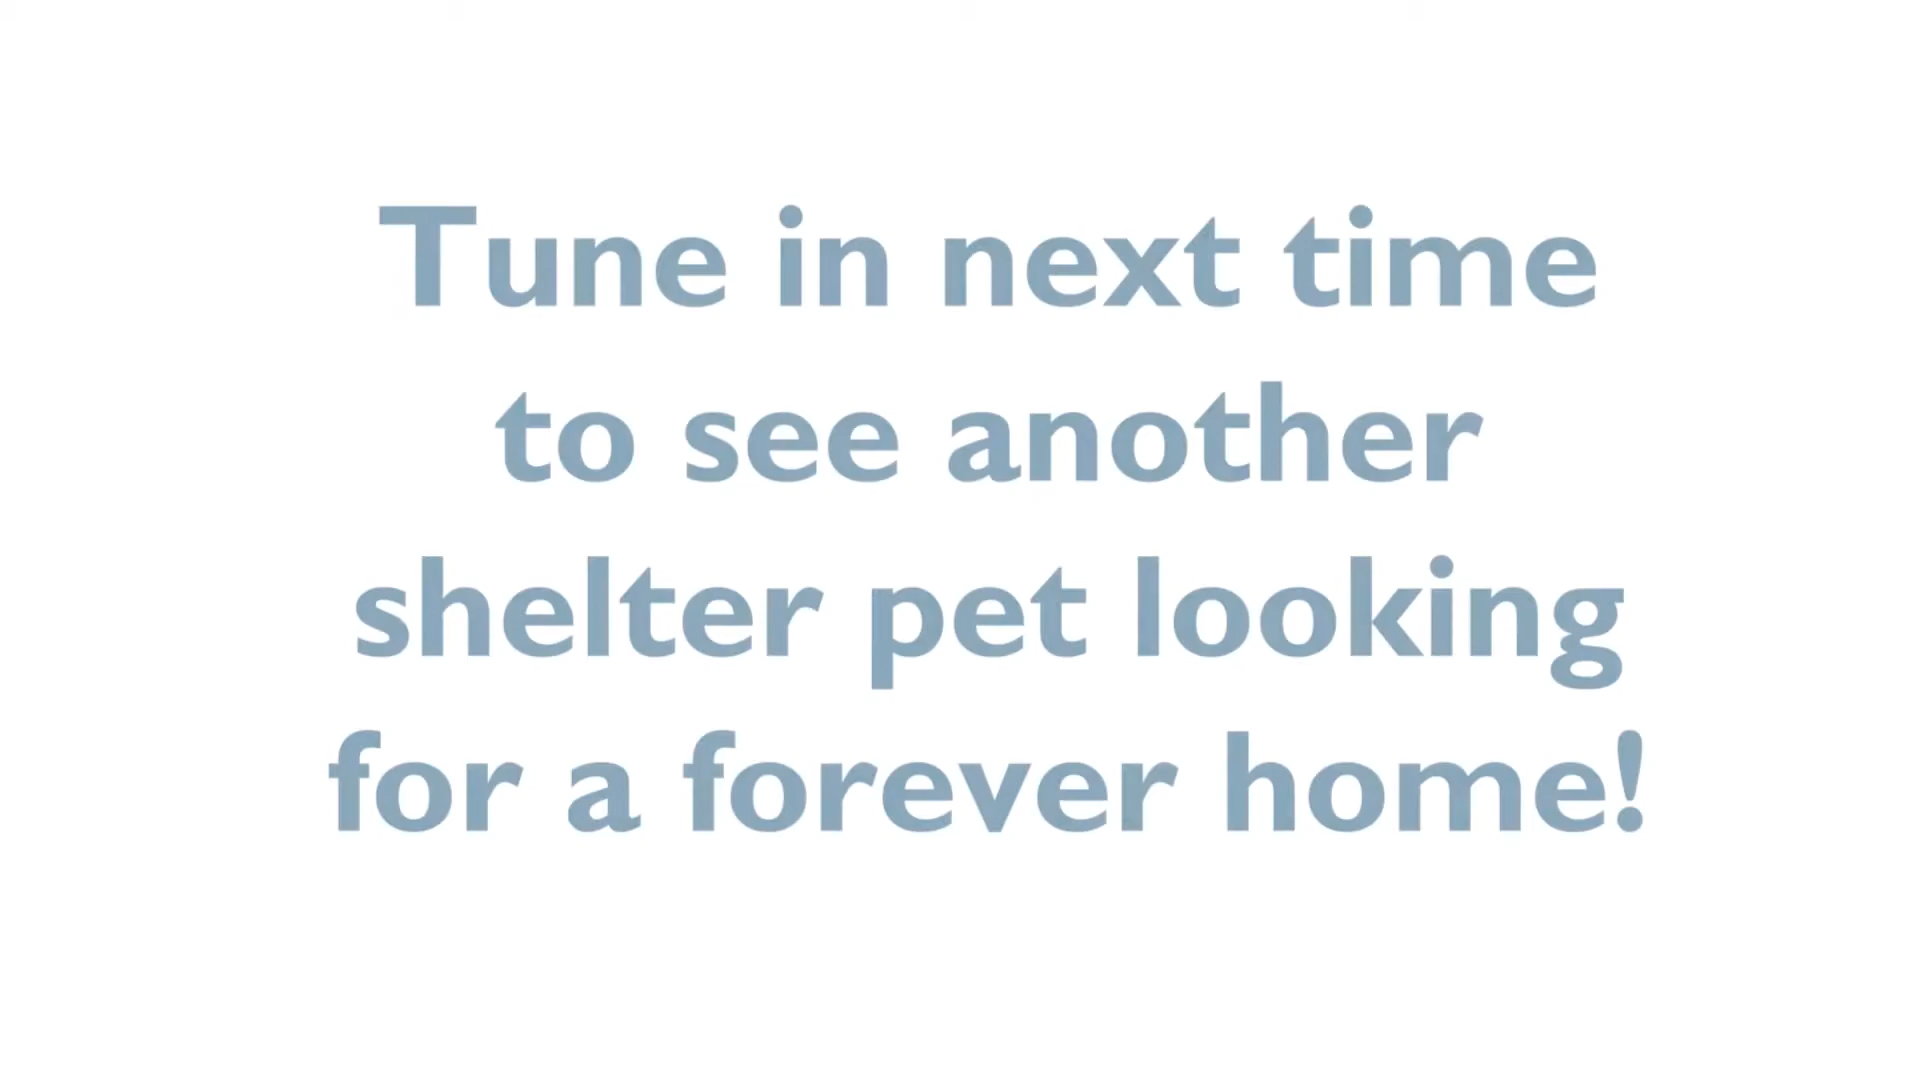 Tune in next time
to see another
shelter pet looking
for a forever home!